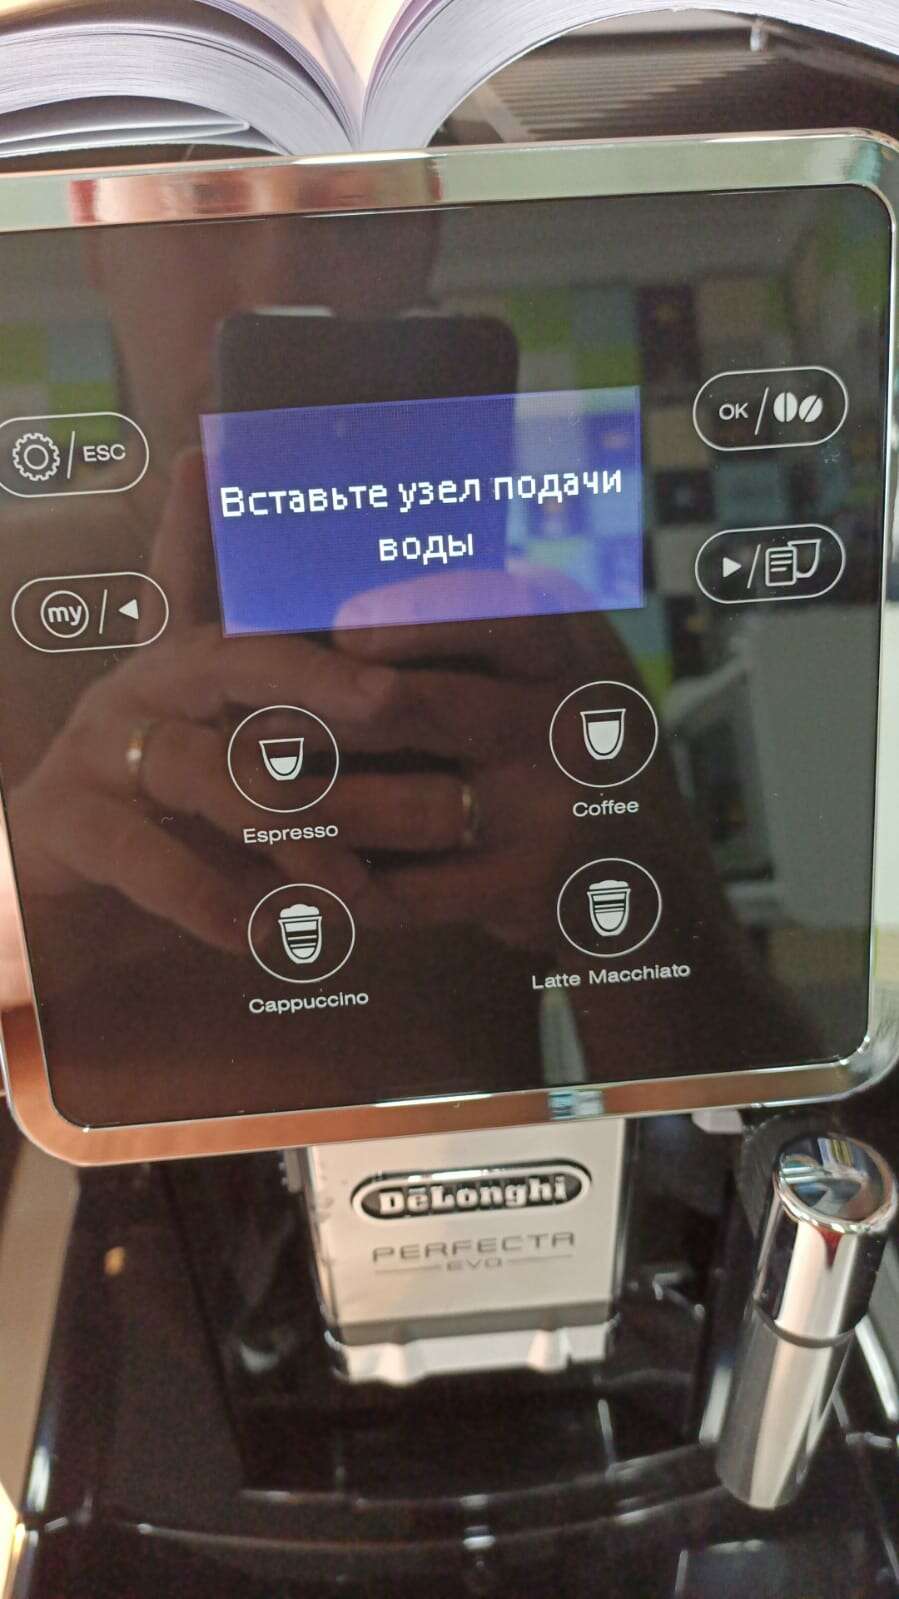 OK
ESC
Вставьте узел подачи
воды
my
Espresso
Coffee
Cappuccino
Latte Macchiato
DeLonghi
PERFECTA
EVO